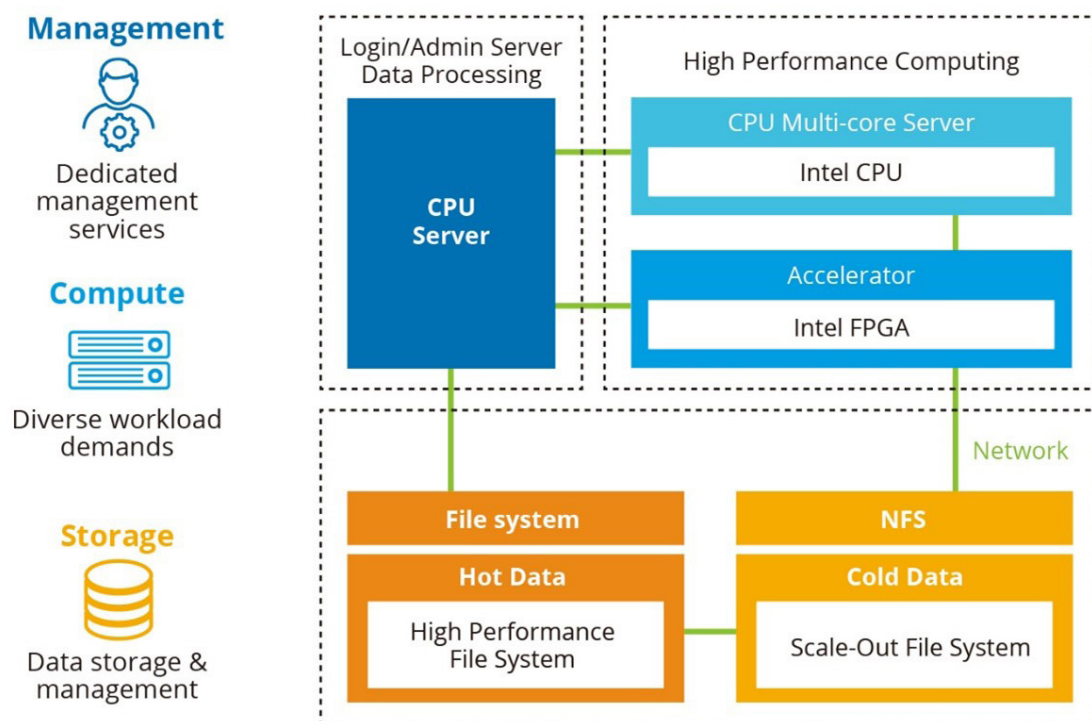 Management
Dedicated
management
services
Compute
Diverse workload
demands
Storage
Data storage &
management
Login/Admin Server
Data Processing
CPU
Server
High Performance Computing
CPU Multi-core Server
Intel CPU
Accelerator
Intel FPGA
Network
File system
Hot Data
High Performance
File System
NFS
Cold Data
Scale-Out File System